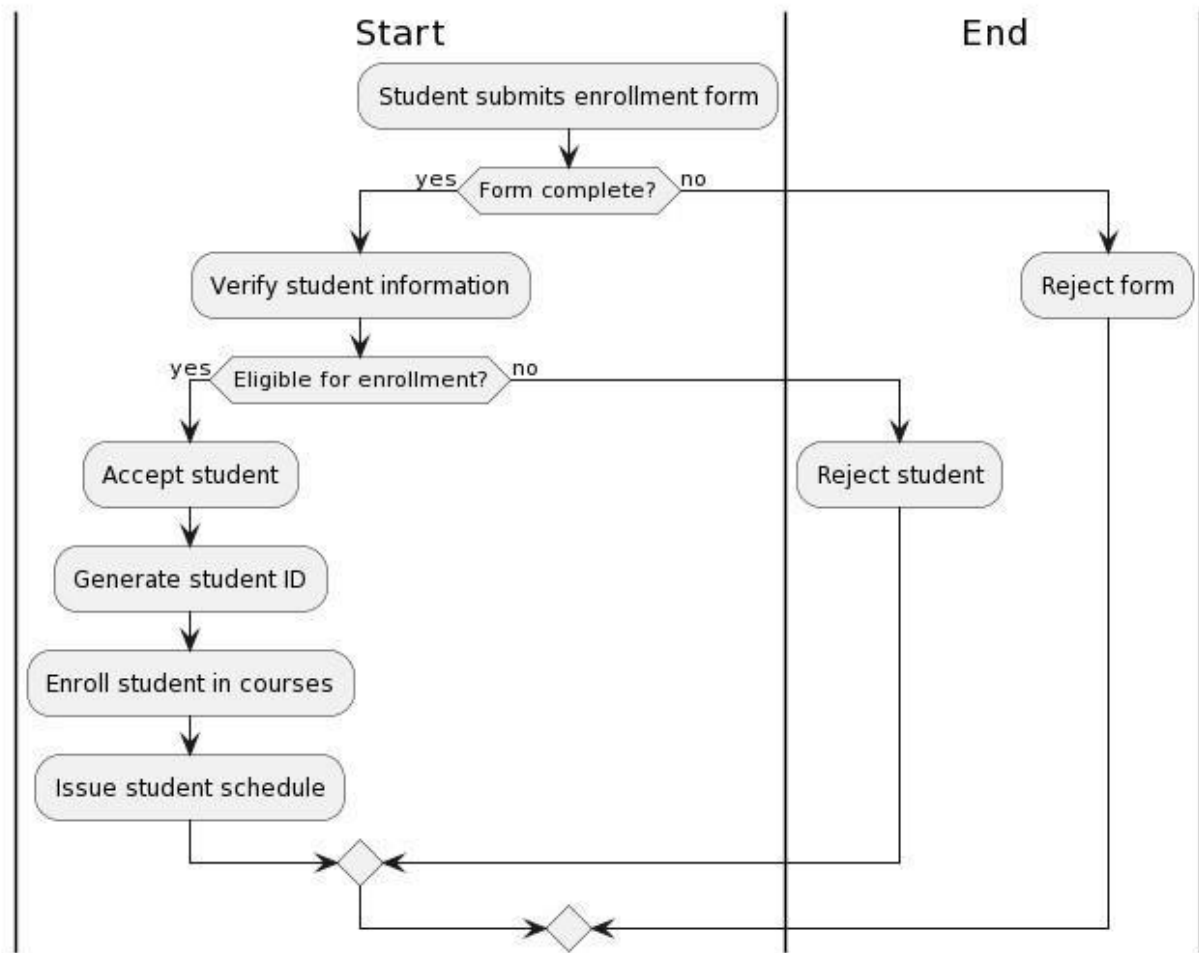 Start
End
Student submits enrollment form
yes
Form complete?
no
Verify student information
Reject form
yes
Eligible for enrollment?
no
Accept student
Reject student
Generate student ID
Enroll student in courses
Issue student schedule